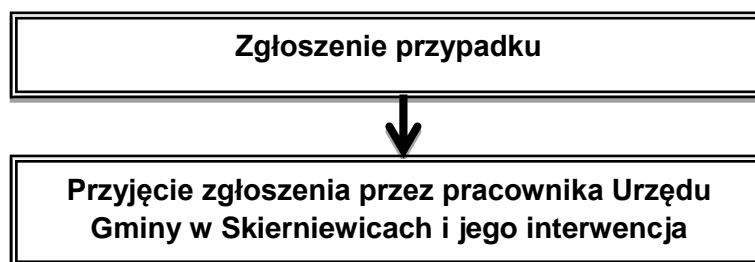 Zgłoszenie przypadku
Przyjęcie zgłoszenia przez pracownika Urzędu
Gminy w Skierniewicach i jego interwencja